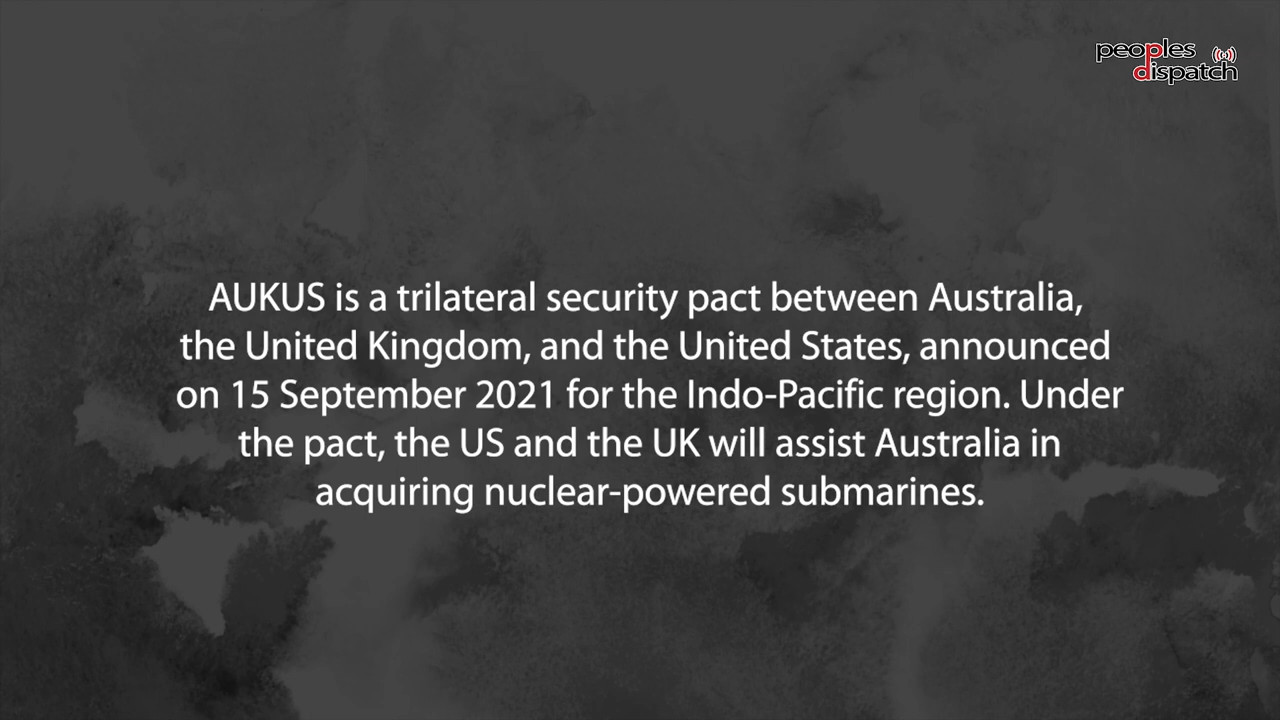 peoples
dispatch
AUKUS is a trilateral security pact between Australia,
the United Kingdom, and the United States, announced
on 15 September 2021 for the Indo-Pacific region. Under
the pact, the US and the UK will assist Australia in
acquiring nuclear-powered submarines.